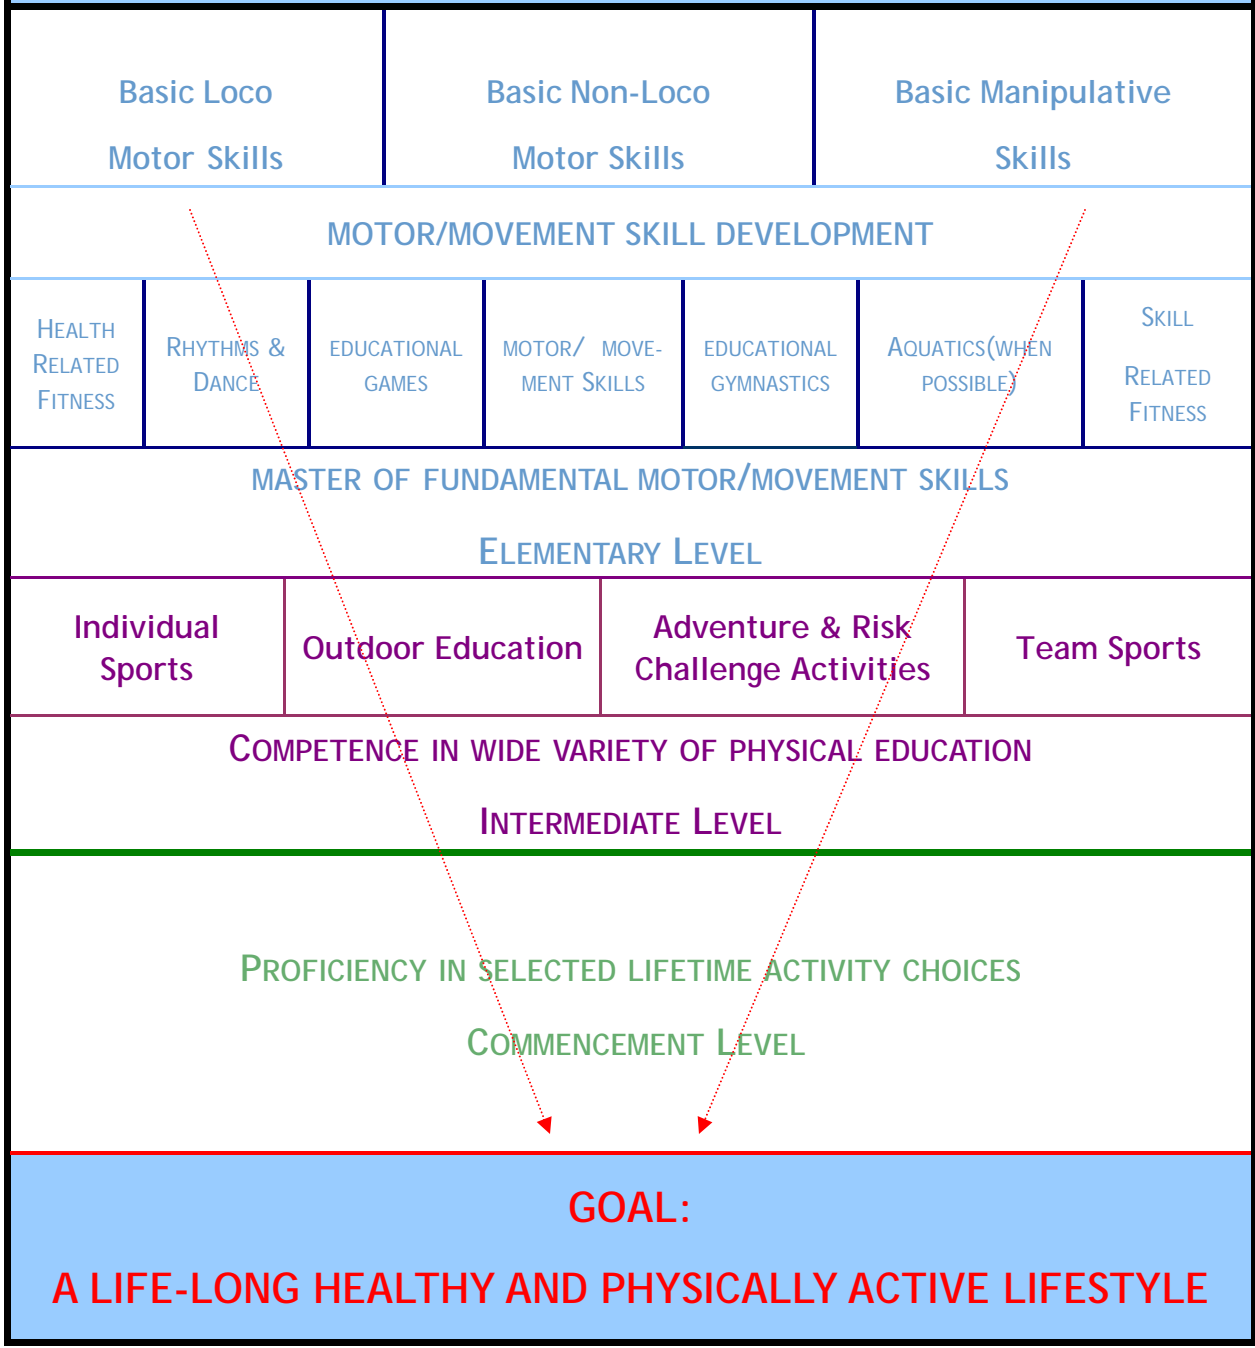 Basic Loco
Motor Skills
Basic Non-Loco
Motor Skills
Basic Manipulative
Skills
MOTOR/MOVEMENT SKILL DEVELOPMENT
HEALTH
RELATED
FITNESS
RHYTHMS &
DANCE
EDUCATIONAL
GAMES
MOTOR/ MOVE-
MENT SKILLS
EDUCATIONAL
GYMNASTICS
AQUATICS(WHEN
POSSIBLE)
SKILL
RELATED
FITNESS
MASTER OF FUNDAMENTAL MOTOR/MOVEMENT SKILLS
ELEMENTARY LEVEL
Individual
Sports
Outdoor Education
Adventure & Risk
Challenge Activities
Team Sports
COMPETENCE IN WIDE VARIETY OF PHYSICAL EDUCATION
INTERMEDIATE LEVEL
PROFICIENCY IN SELECTED LIFETIME ACTIVITY CHOICES
COMMENCEMENT LEVEL
GOAL:
A LIFE-LONG HEALTHY AND PHYSICALLY ACTIVE LIFESTYLE